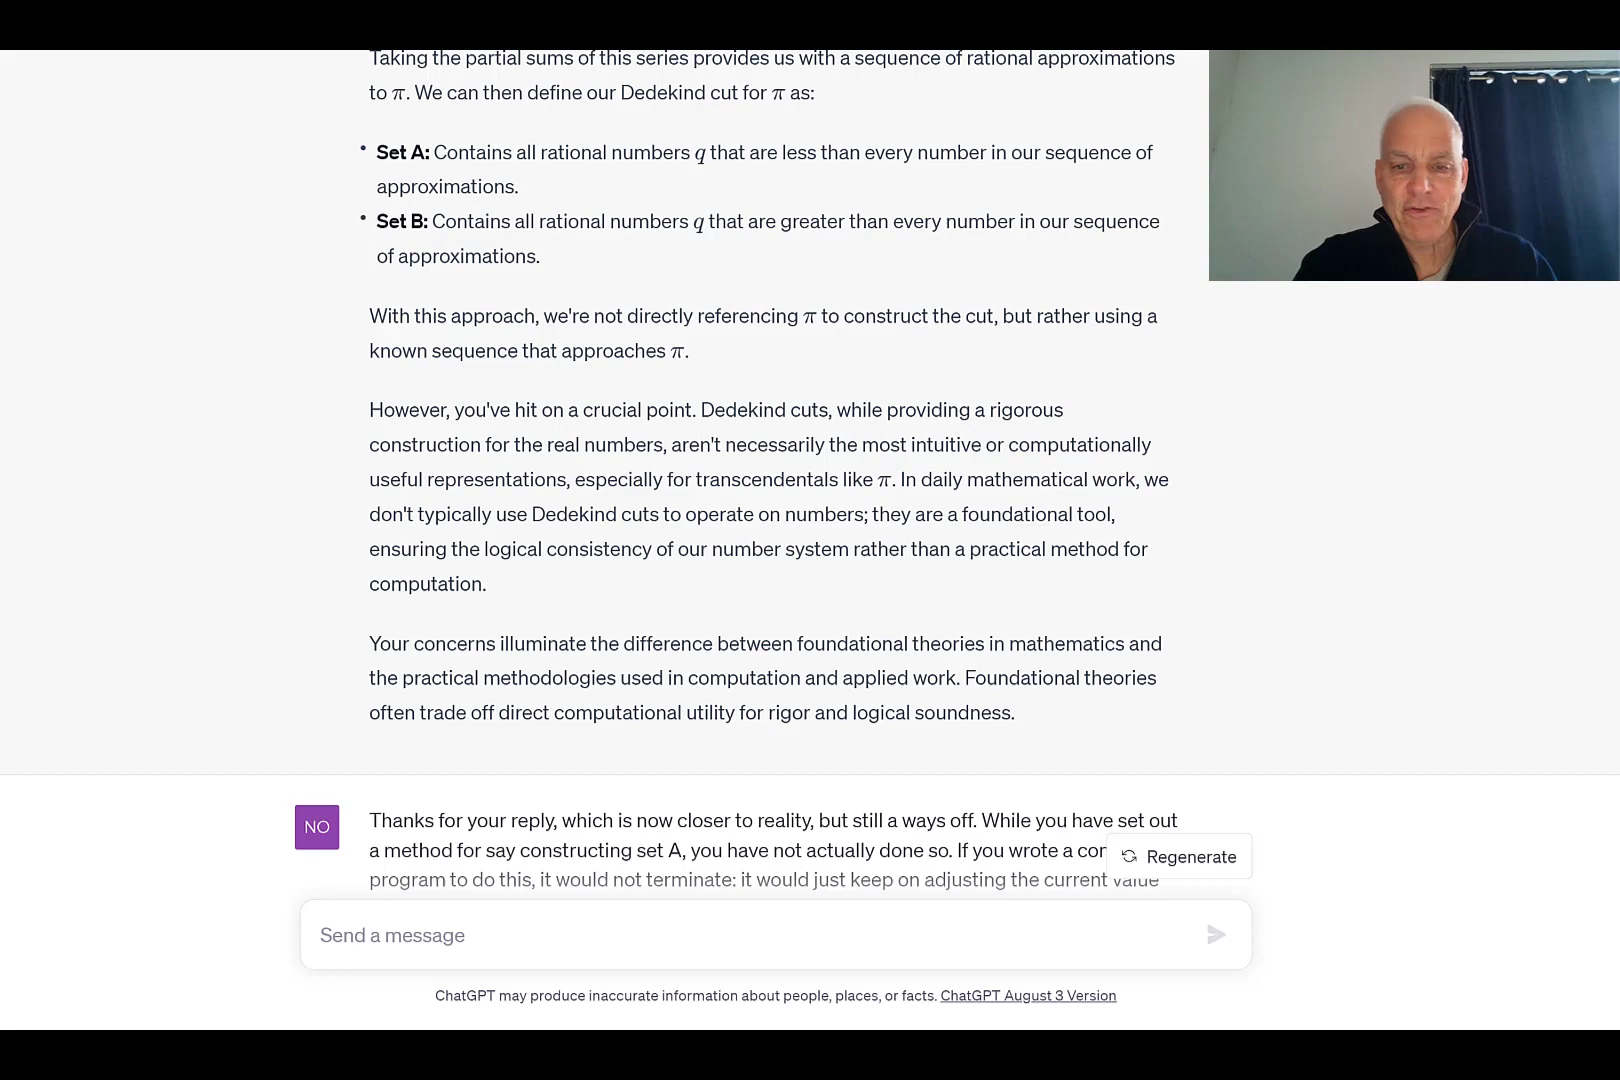 Taking the partial sums of this series provides us with a sequence of rational approximations
to π. We can then define our Dedekind cut for π as:
• Set A: Contains all rational numbers q that are less than every number in our sequence of
approximations.
• Set B: Contains all rational numbers q that are greater than every number in our sequence
of approximations.
With this approach, we're not directly referencing π to construct the cut, but rather using a
known sequence that approaches π.
However, you've hit on a crucial point. Dedekind cuts, while providing a rigorous
construction for the real numbers, aren't necessarily the most intuitive or computationally
useful representations, especially for transcendentals like π. In daily mathematical work, we
don't typically use Dedekind cuts to operate on numbers; they are a foundational tool,
ensuring the logical consistency of our number system rather than a practical method for
computation.
Your concerns illuminate the difference between foundational theories in mathematics and
the practical methodologies used in computation and applied work. Foundational theories
often trade off direct computational utility for rigor and logical soundness.
NO
Thanks for your reply, which is now closer to reality, but still a ways off. While you have set out
a method for say constructing set A, you have not actually done so. If you wrote a
Regenerate
program to do this, it would not terminate: it would just keep on adjusting the current value
Send a message
ChatGPT may produce inaccurate information about people, places, or facts. ChatGPT August 3 Version